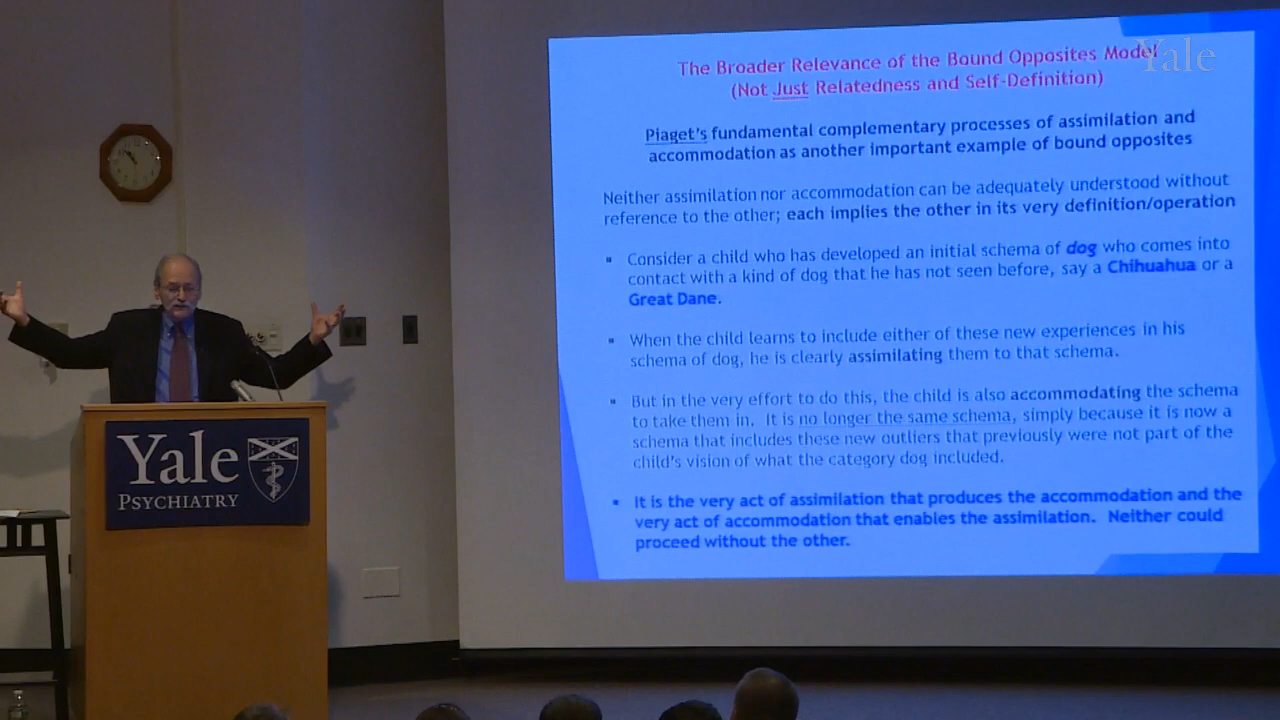 Yale
The Broader Relevance of the Bound Opposites Model
(Not Just Relatedness and Self-Definition)
Piaget's fundamental complementary processes of assimilation and
accommodation as another important example of bound opposites
Neither assimilation nor accommodation can be adequately understood without
reference to the other; each implies the other in its very definition/operation
▪ Consider a child who has developed an initial schema of dog who comes into
contact with a kind of dog that he has not seen before, say a Chihuahua or a
Great Dane.
▪ When the child learns to include either of these new experiences in his
schema of dog, he is clearly assimilating them to that schema.
▪ But in the very effort to do this, the child is also accommodating the schema
to take them in. It is no longer the same schema, simply because it is now a
schema that includes these new outliers that previously were not part of the
child's vision of what the category dog included.
▪ It is the very act of assimilation that produces the accommodation and the
very act of accommodation that enables the assimilation. Neither could
proceed without the other.
Yale
PSYCHIATRY